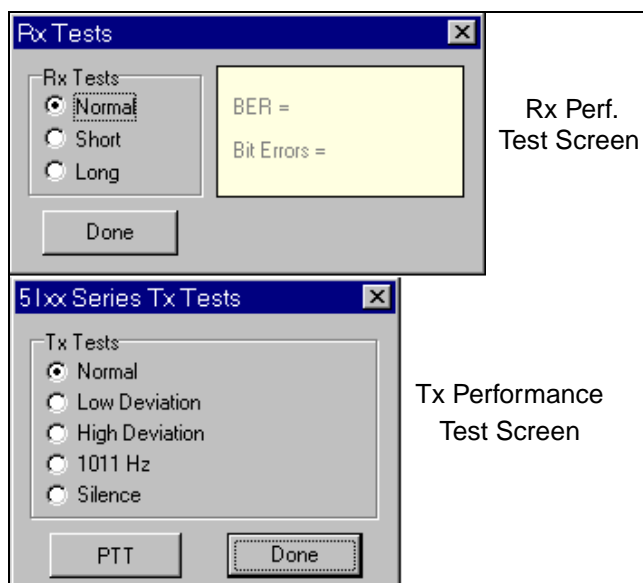 Rx Tests
Rx Tests
Normal
Short
Long
BER =
Bit Errors =
Done
Rx Perf.
Test Screen
51xx Series Tx Tests
Tx Tests
Normal
Low Deviation
High Deviation
1011 Hz
Silence
PTT
Done
Tx Performance
Test Screen